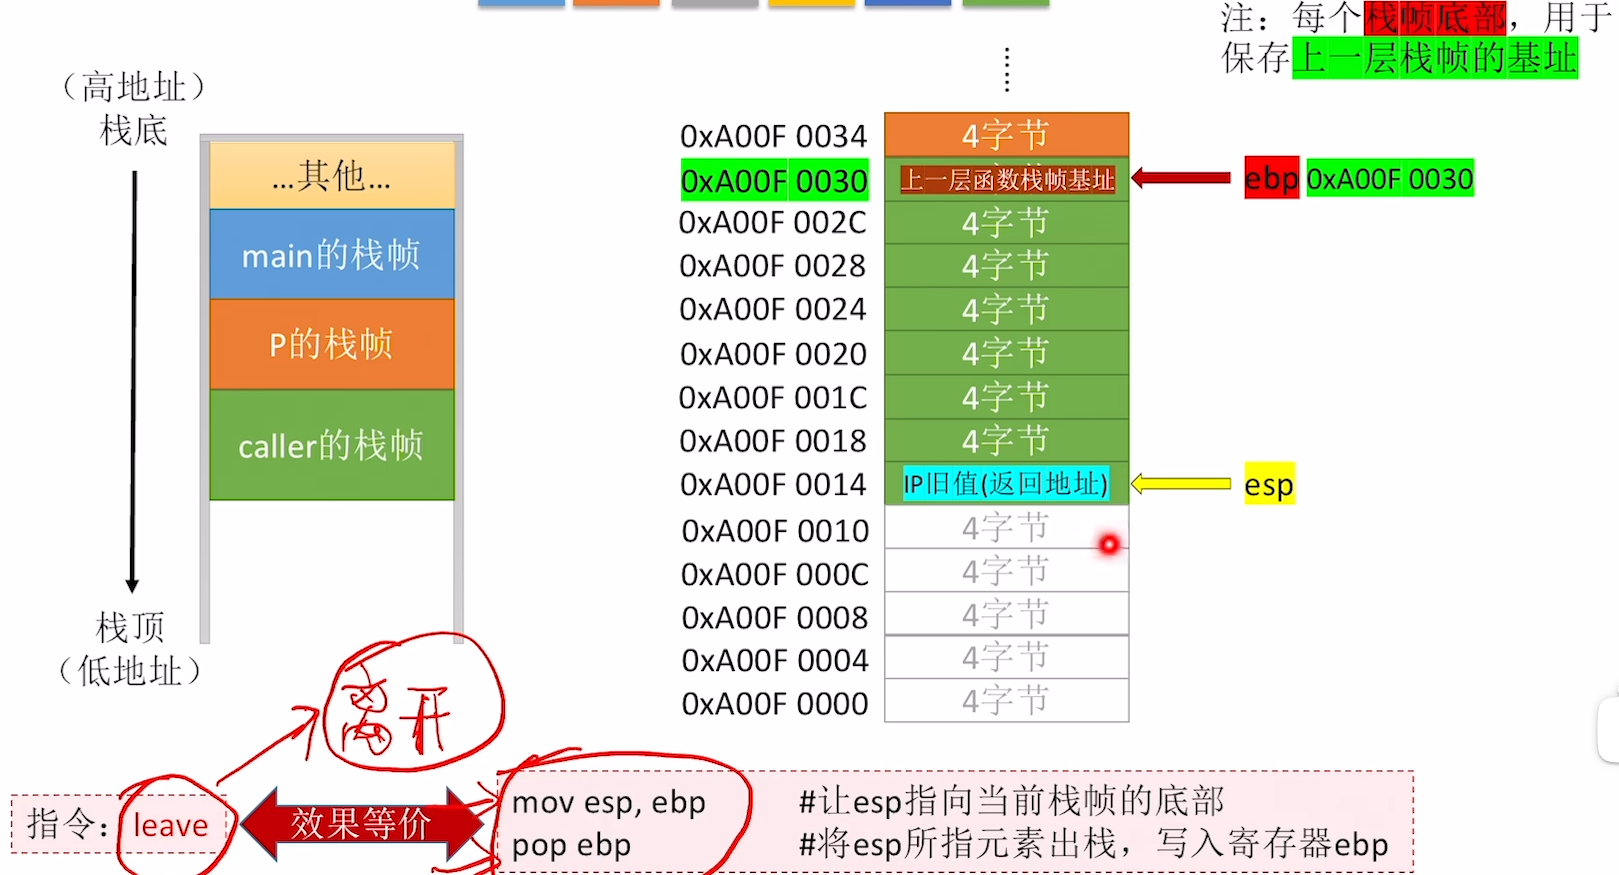 注：每个栈帧底部，用于
保存上一层栈帧的基址
（高地址）
栈底
...其他...
main的栈帧
P的栈帧
caller的栈帧
栈顶
（低地址）
0xA00F 0034 4字节
0xA00F 0030 上一层函数栈帧基址 ebp 0xA00F 0030
0xA00F 002C 4字节
0xA00F 0028 4字节
0xA00F 0024 4字节
0xA00F 0020 4字节
0xA00F 001C 4字节
0xA00F 0018 4字节
0xA00F 0014 IP旧值(返回地址) esp
0xA00F 0010 4字节
0xA00F 000C 4字节
0xA00F 0008 4字节
0xA00F 0004 4字节
0xA00F 0000 4字节
离开
指令：leave 效果等价
mov esp, ebp #让esp指向当前栈帧的底部
pop ebp #将esp所指元素出栈，写入寄存器ebp